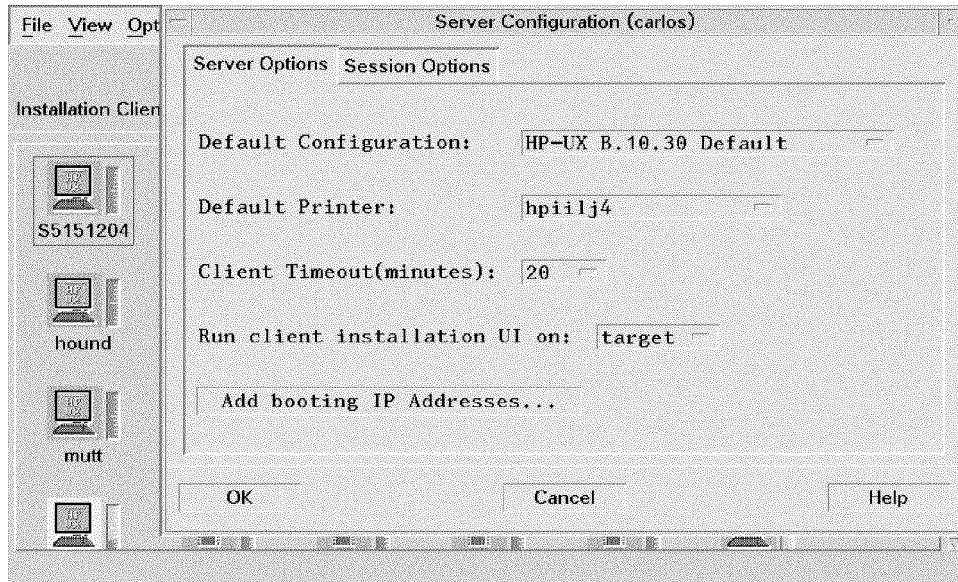 File View Opt
Installation Clien
S5151204
hound
mutt
Server Configuration (carlos)
Server Options Session Options
Default Configuration: HP-UX B.10.30 Default
Default Printer: hpiilj4
Client Timeout(minutes): 20
Run client installation UI on: target
Add booting IP Addresses...
OK Cancel Help